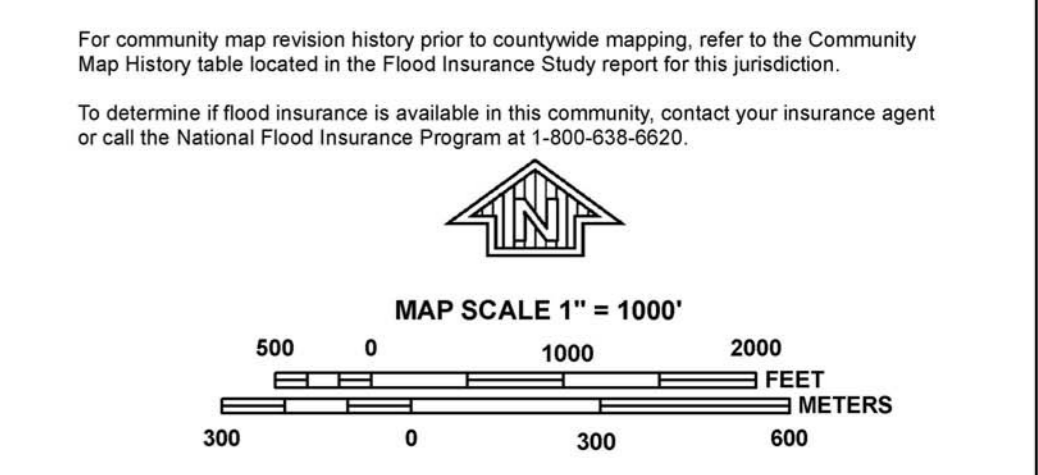 For community map revision history prior to countywide mapping, refer to the Community
Map History table located in the Flood Insurance Study report for this jurisdiction.
To determine if flood insurance is available in this community, contact your insurance agent
or call the National Flood Insurance Program at 1-800-638-6620.
N
MAP SCALE 1" = 1000'
500 0 1000 2000
FEET
METERS
300 0 300 600